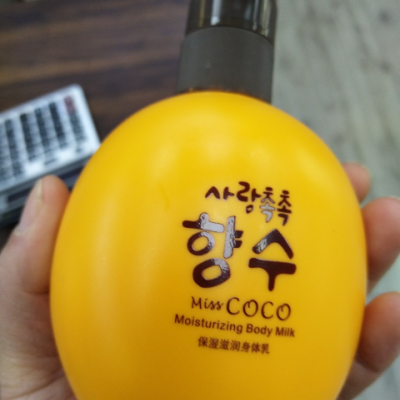 사랑촉촉
향수
Miss COCO
Moisturizing Body Milk
保湿滋润身体乳